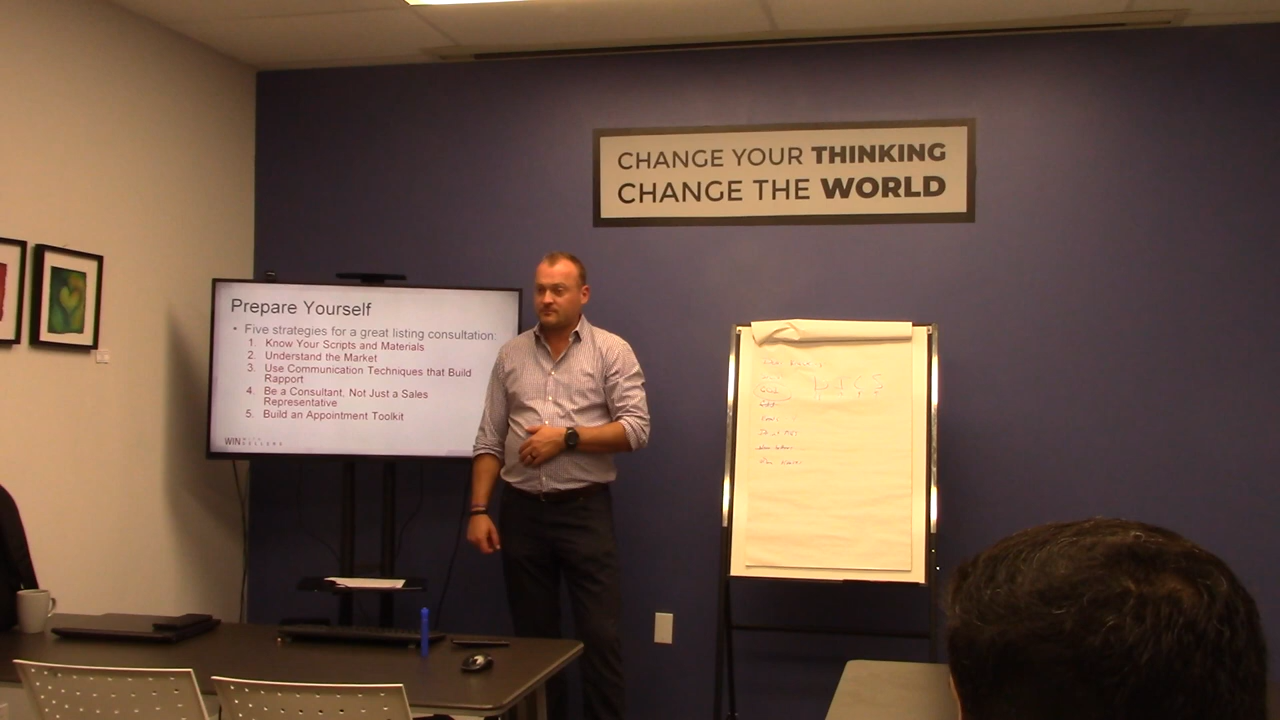 CHANGE YOUR THINKING
CHANGE THE WORLD
Prepare Yourself
• Five strategies for a great listing consultation:
1. Know Your Scripts and Materials
2. Understand the Market
3. Use Communication Techniques that Build
Rapport
4. Be a Consultant, Not Just a Sales
Representative
5. Build an Appointment Toolkit
WIN